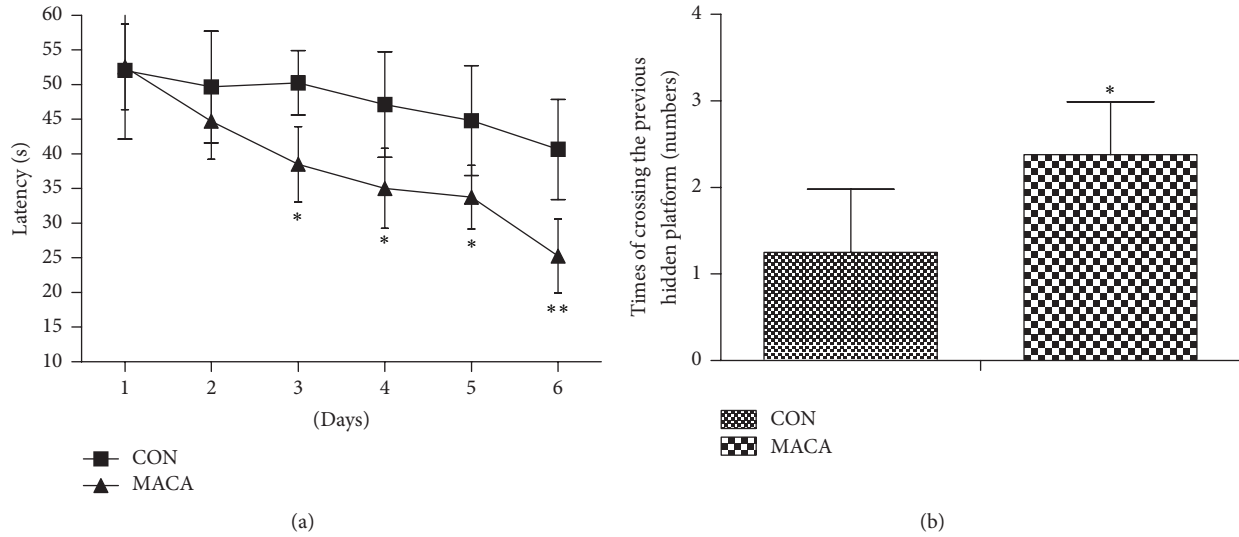 60
55
50
45
40
35
30
25
20
15
10
Latency (s)
*
*
*
**
1 2 3 4 5 6
(Days)
CON
MACA
(a)
4
3
2
1
0
Times of crossing the previous
hidden platform (numbers)
*
CON
MACA
(b)